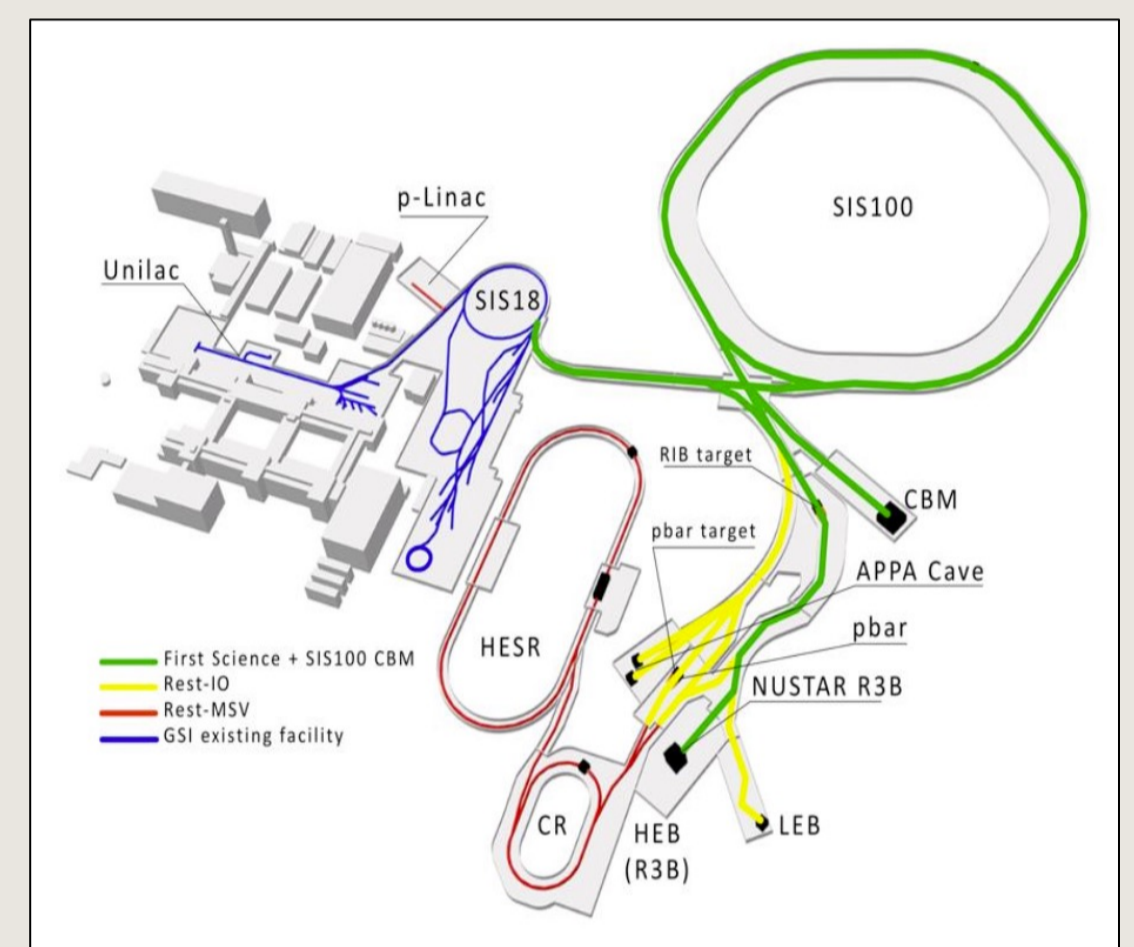 p-Linac
SIS100
Unilac
SIS18
RIB target
CBM
pbar target
APPA Cave
pbar
HESR
NUSTAR R3B
First Science + SIS100 CBM
Rest-IO
Rest-MSV
GSI existing facility
CR
HEB
(R3B)
LEB